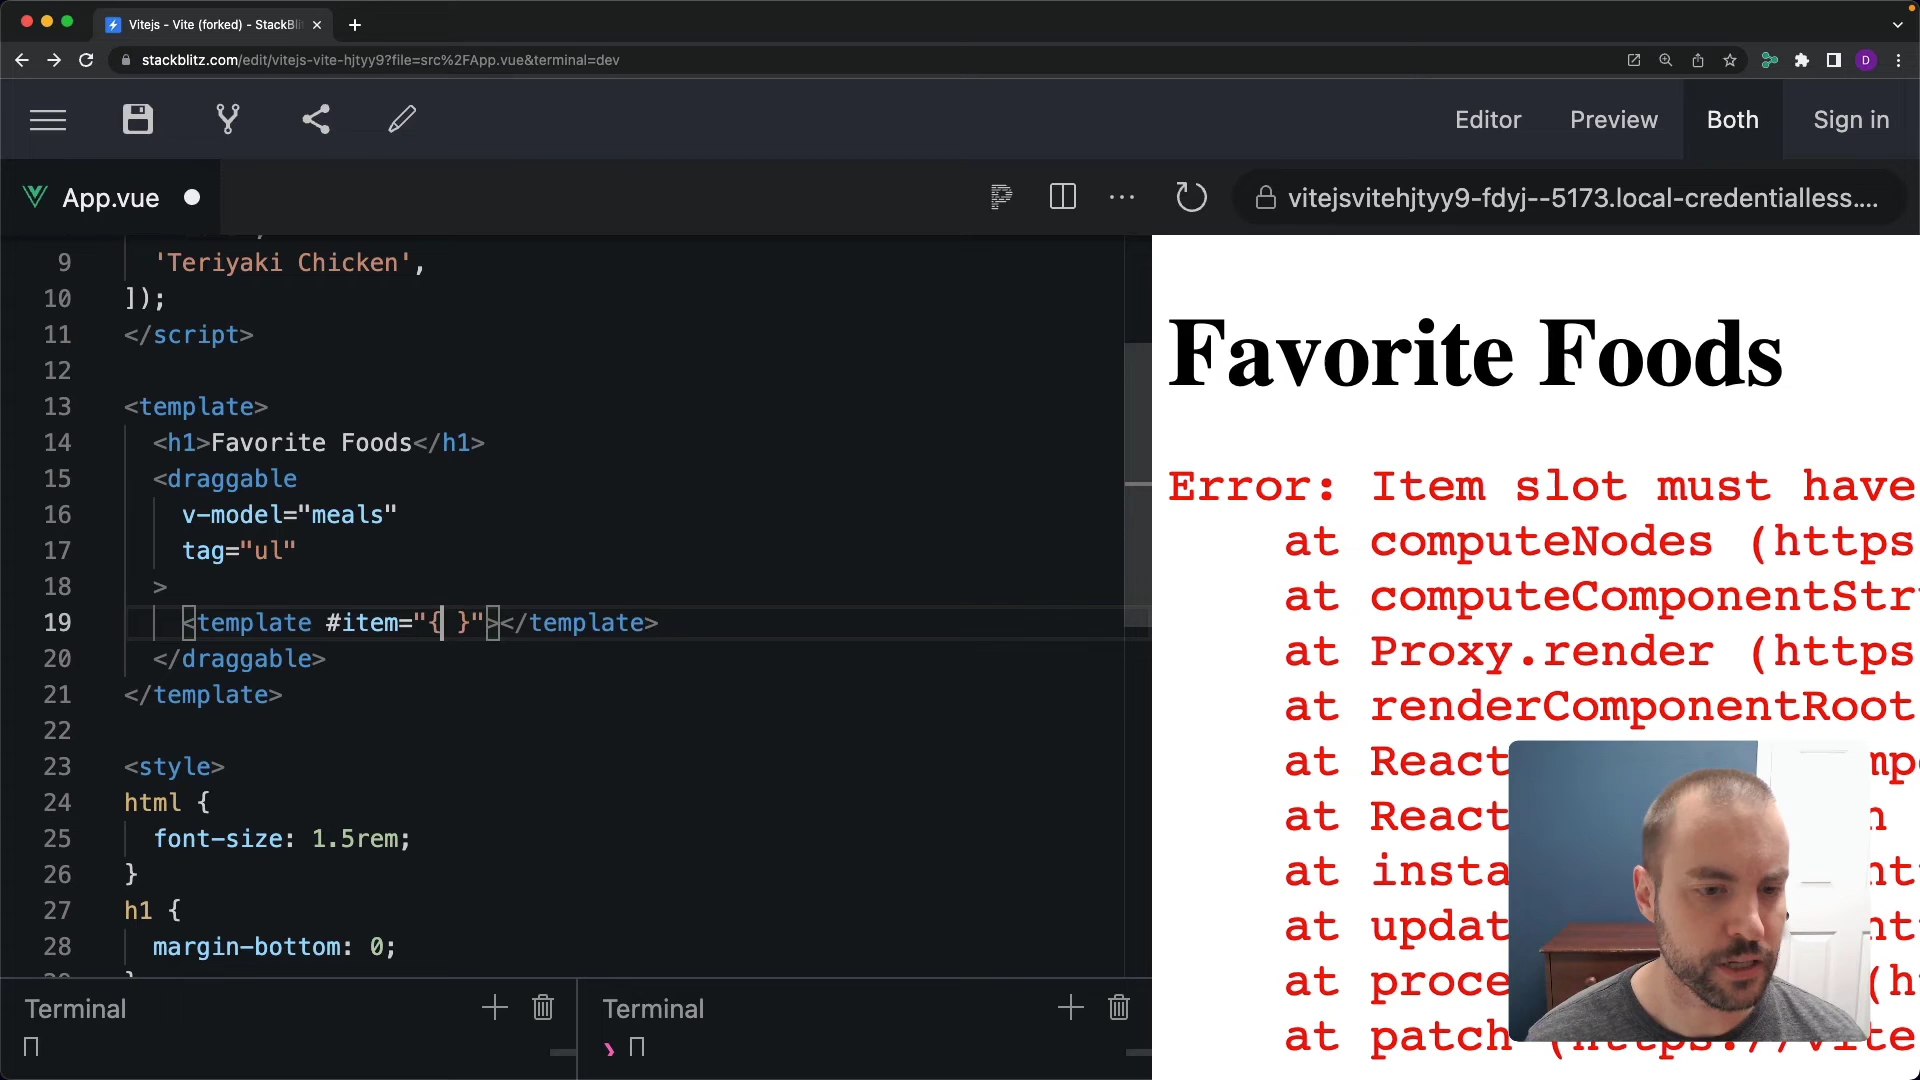 Vitejs - Vite (forked) - StackBli
stackblitz.com/edit/vitejs-vite-hjtyy9?file=src%2FApp.vue&terminal=dev
D
Editor
Preview
Both
Sign in
App.vue
vitejsvitehjtyy9-fdyj--5173.local-credentialless....
9 'Teriyaki Chicken',
10 ]);
11 </script>
12
13 <template>
14 <h1>Favorite Foods</h1>
15 <draggable
16 v-model="meals"
17 tag="ul"
18 >
19 <template #item="{ }"></template>
20 </draggable>
21 </template>
22
23 <style>
24 html {
25 font-size: 1.5rem;
26 }
27 h1 {
28 margin-bottom: 0;
Favorite Foods
Error: Item slot must have
at computeNodes (https
at computeComponentStr
at Proxy.render (https
at renderComponentRoot
at React
at React
at insta
at updat
at proce
at patch (https://vite
Terminal
Terminal